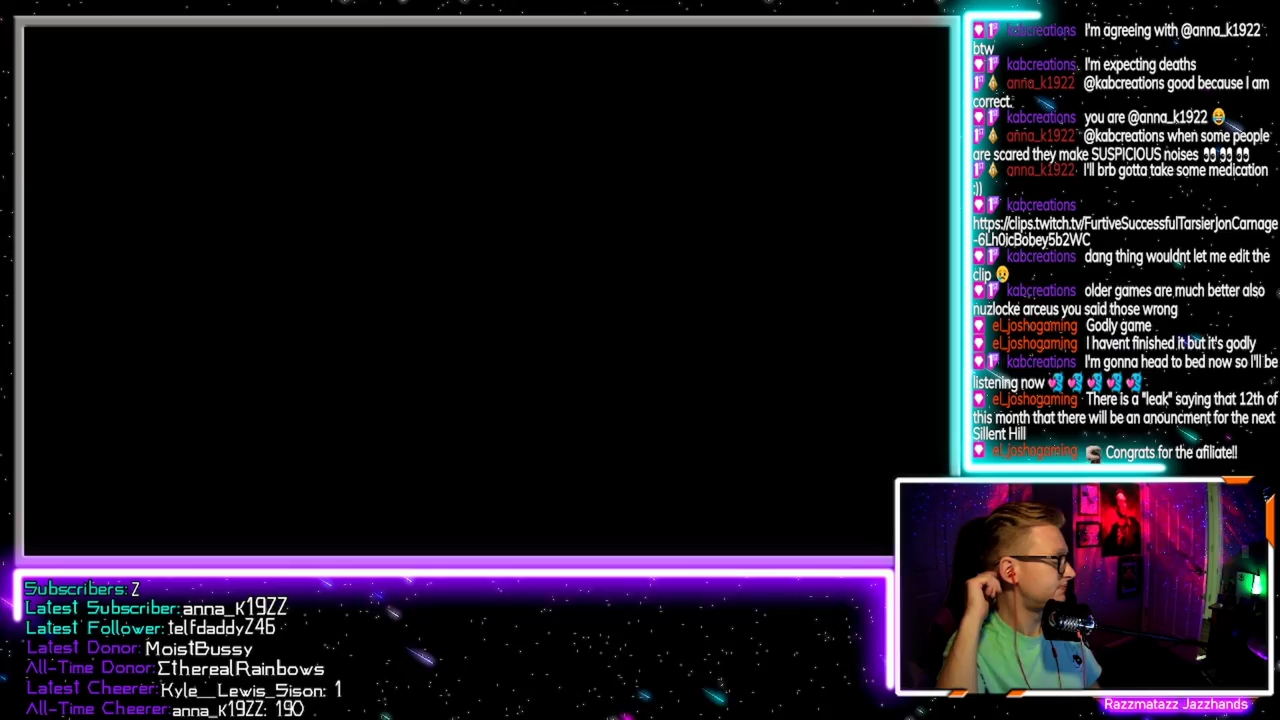 kabcreations I'm agreeing with @anna_k1922
btw
kabcreations I'm expecting deaths
anna_k1922 @kabcreations good because I am
correct.
kabcreations you are @anna_k1922 😂
anna_k1922 @kabcreations when some people
are scared they make SUSPICIOUS noises 👀👀👀
anna_k1922 I'll brb gotta take some medication
:))
kabcreations
https://clips.twitch.tv/FurtiveSuccessfulTarsierJonCarnage
-6Lh0icBobey5b2WC
kabcreations dang thing wouldnt let me edit the
clip 😢
kabcreations older games are much better also
nuzlocke arceus you said those wrong
el_joshogaming Godly game
el_joshogaming I havent finished it but it's godly
kabcreations I'm gonna head to bed now so I'll be
listening now
el_joshogaming There is a "leak" saying that 12th of
this month that there will be an anouncment for the next
Sillent Hill
el_joshogaming Congrats for the afiliate!!
Subscribers: 2
Latest Subscriber: anna_k1922
Latest Follower: telfdaddy246
Latest Donor: MoistBussy
All-Time Donor: EtherealRainbows
Latest Cheerer: Kyle_Lewis_Sison: 1
All-Time Cheerer: anna_k1922: 190
Razzmatazz Jazzhands